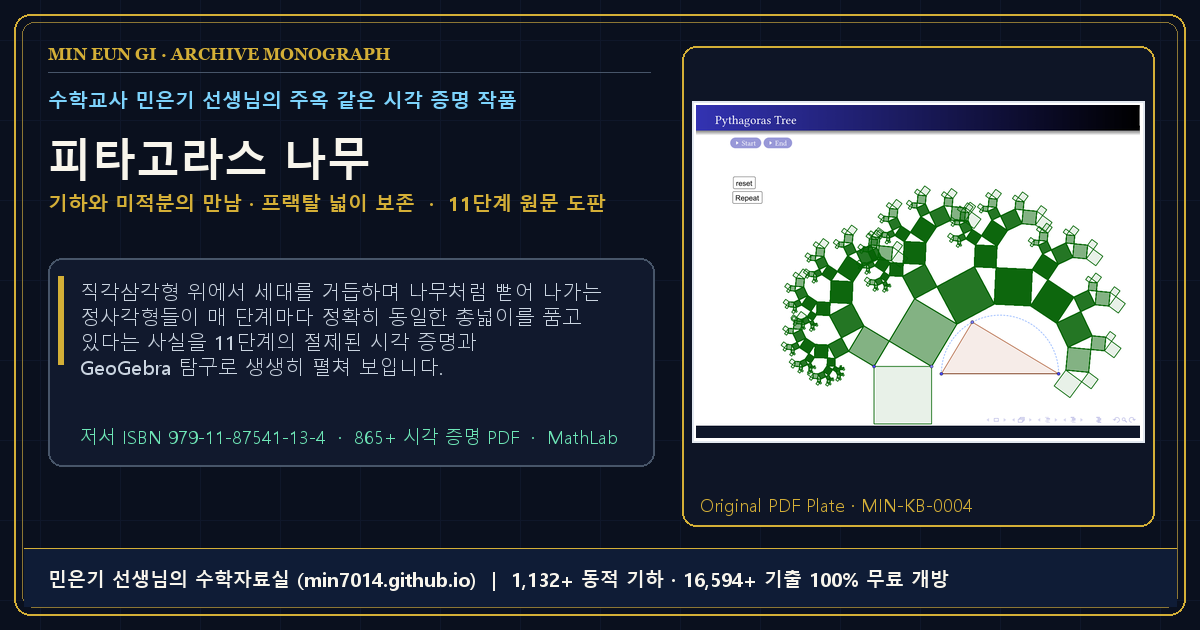 MIN EUN GI · ARCHIVE MONOGRAPH
수학교사 민은기 선생님의 주옥 같은 시각 증명 작품
피타고라스 나무
기하와 미적분의 만남 · 프랙탈 넓이 보존 · 11단계 원문 도판
직각삼각형 위에서 세대를 거듭하며 나무처럼 뻗어 나가는
정사각형들이 매 단계마다 정확히 동일한 총넓이를 품고
있다는 사실을 11단계의 절제된 시각 증명과
GeoGebra 탐구로 생생히 펼쳐 보입니다.
저서 ISBN 979-11-87541-13-4 · 865+ 시각 증명 PDF · MathLab
Pythagoras Tree
Start End
reset
Repeat
Original PDF Plate · MIN-KB-0004
민은기 선생님의 수학자료실 (min7014.github.io) | 1,132+ 동적 기하 · 16,594+ 기출 100% 무료 개방